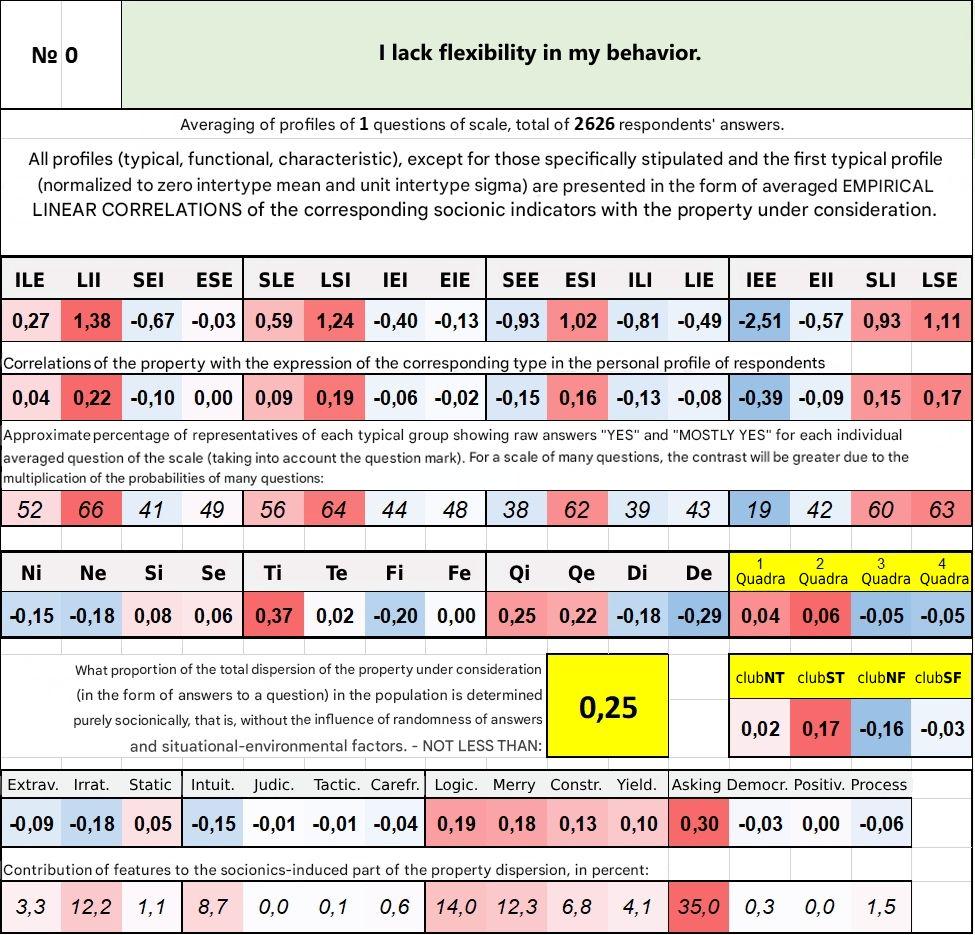 № 0
I lack flexibility in my behavior.
Averaging of profiles of 1 questions of scale, total of 2626 respondents' answers.
All profiles (typical, functional, characteristic), except for those specifically stipulated and the first typical profile
(normalized to zero intertype mean and unit intertype sigma) are presented in the form of averaged EMPIRICAL
LINEAR CORRELATIONS of the corresponding socionic indicators with the property under consideration.
ILE LII SEI ESE SLE LSI IEI EIE SEE ESI ILI LIE IEE EII SLI LSE
0,27 1,38 -0,67 -0,03 0,59 1,24 -0,40 -0,13 -0,93 1,02 -0,81 -0,49 -2,51 -0,57 0,93 1,11
Correlations of the property with the expression of the corresponding type in the personal profile of respondents
0,04 0,22 -0,10 0,00 0,09 0,19 -0,06 -0,02 -0,15 0,16 -0,13 -0,08 -0,39 -0,09 0,15 0,17
Approximate percentage of representatives of each typical group showing raw answers "YES" and "MOSTLY YES" for each individual
averaged question of the scale (taking into account the question mark). For a scale of many questions, the contrast will be greater due to the
multiplication of the probabilities of many questions:
52 66 41 49 56 64 44 48 38 62 39 43 19 42 60 63
Ni Ne Si Se Ti Te Fi Fe Qi Qe Di De 1 Quadra 2 Quadra 3 Quadra 4 Quadra
-0,15 -0,18 0,08 0,06 0,37 0,02 -0,20 0,00 0,25 0,22 -0,18 -0,29 0,04 0,06 -0,05 -0,05
What proportion of the total dispersion of the property under consideration
(in the form of answers to a question) in the population is determined
purely socionically, that is, without the influence of randomness of answers
and situational-environmental factors. - NOT LESS THAN:
0,25
clubNT clubST clubNF clubSF
0,02 0,17 -0,16 -0,03
Extrav. Irrat. Static Intuit. Judic. Tactic. Carefr. Logic. Merry Constr. Yield. Asking Democr. Positiv. Process
-0,09 -0,18 0,05 -0,15 -0,01 -0,01 -0,04 0,19 0,18 0,13 0,10 0,30 -0,03 0,00 -0,06
Contribution of features to the socionics-induced part of the property dispersion, in percent:
3,3 12,2 1,1 8,7 0,0 0,1 0,6 14,0 12,3 6,8 4,1 35,0 0,3 0,0 1,5